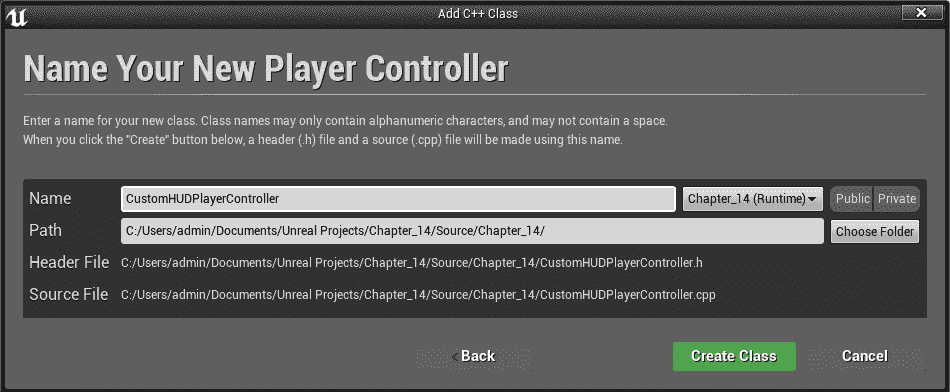 Add C++ Class
Name Your New Player Controller
Enter a name for your new class. Class names may only contain alphanumeric characters, and may not contain a space.
When you click the "Create" button below, a header (.h) file and a source (.cpp) file will be made using this name.
Name CustomHUDPlayerController Chapter_14 (Runtime) Public Private
Path C:/Users/admin/Documents/Unreal Projects/Chapter_14/Source/Chapter_14/ Choose Folder
Header File C:/Users/admin/Documents/Unreal Projects/Chapter_14/Source/Chapter_14/CustomHUDPlayerController.h
Source File C:/Users/admin/Documents/Unreal Projects/Chapter_14/Source/Chapter_14/CustomHUDPlayerController.cpp
Back Create Class Cancel